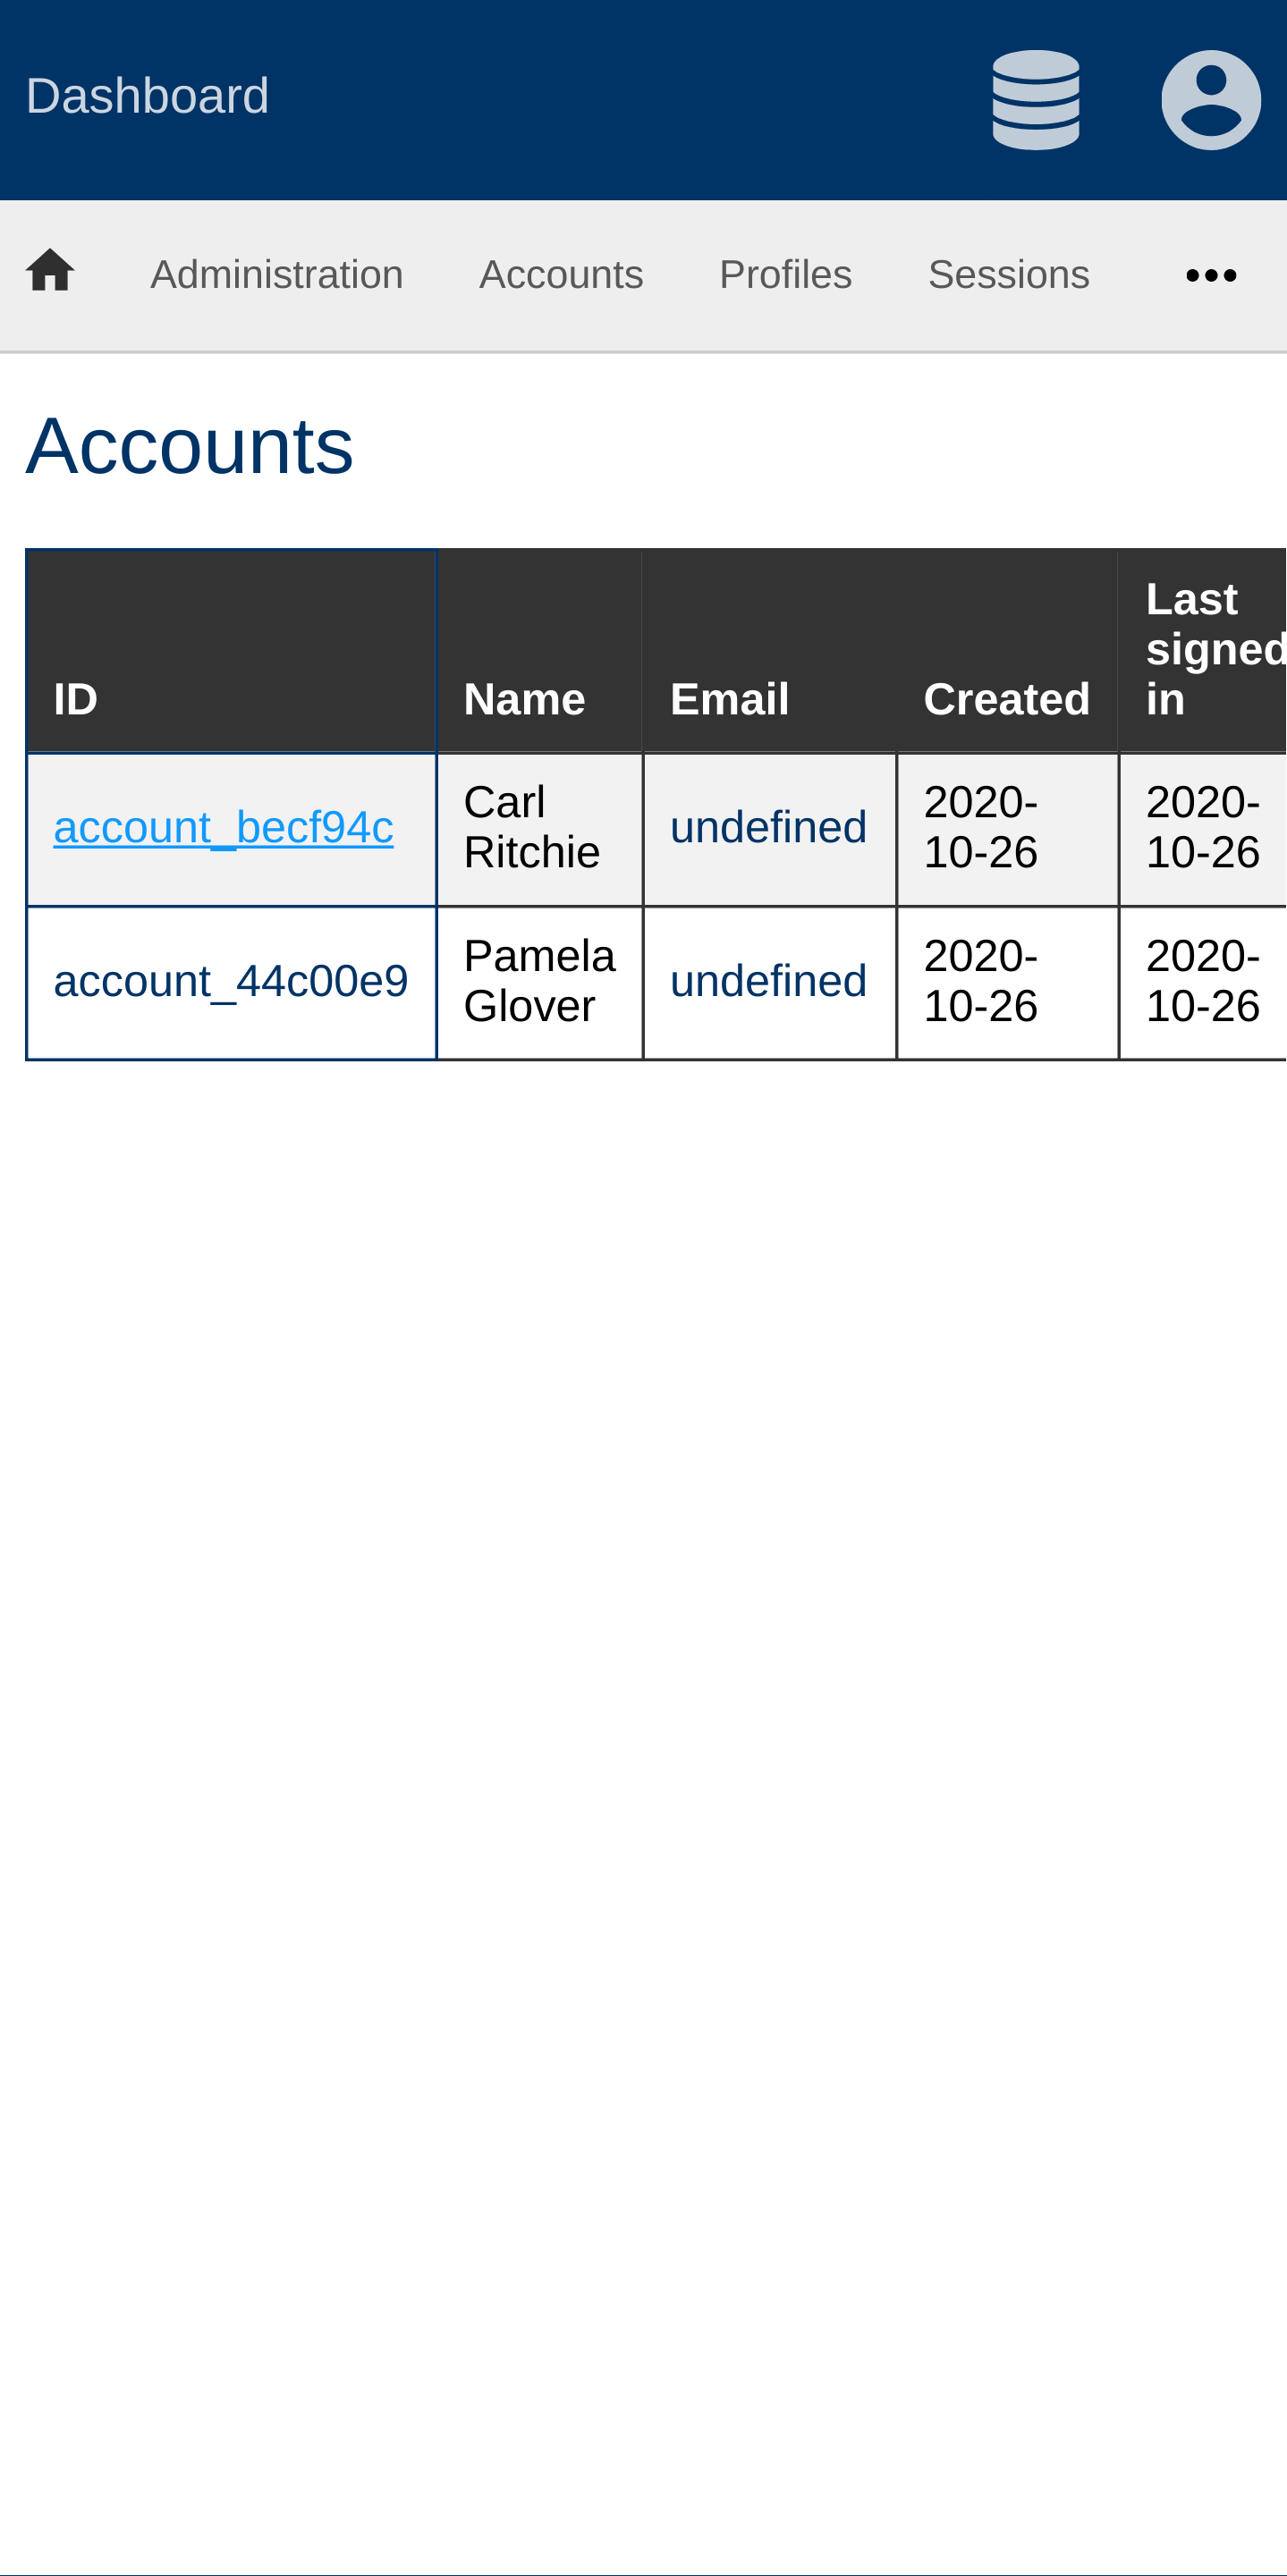 Dashboard
Administration Accounts Profiles Sessions
Accounts
ID Name Email Created Last signed in
account_becf94c Carl Ritchie undefined 2020-10-26 2020-10-26
account_44c00e9 Pamela Glover undefined 2020-10-26 2020-10-26